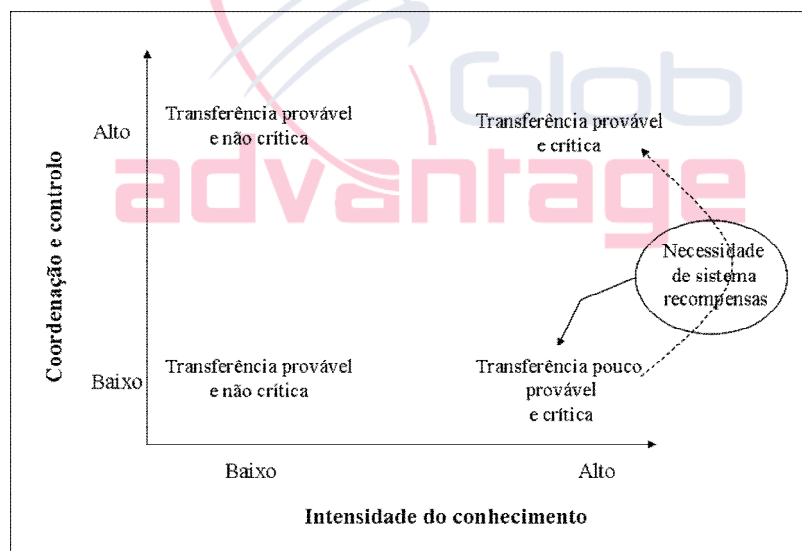 Glob
advantage
Coordenação e controlo
Alto
Baixo
Transferência provável
e não crítica
Transferência provável
e crítica
Necessidade
de sistema
recompensas
Transferência provável
e não crítica
Transferência pouco
provável
e crítica
Baixo
Alto
Intensidade do conhecimento